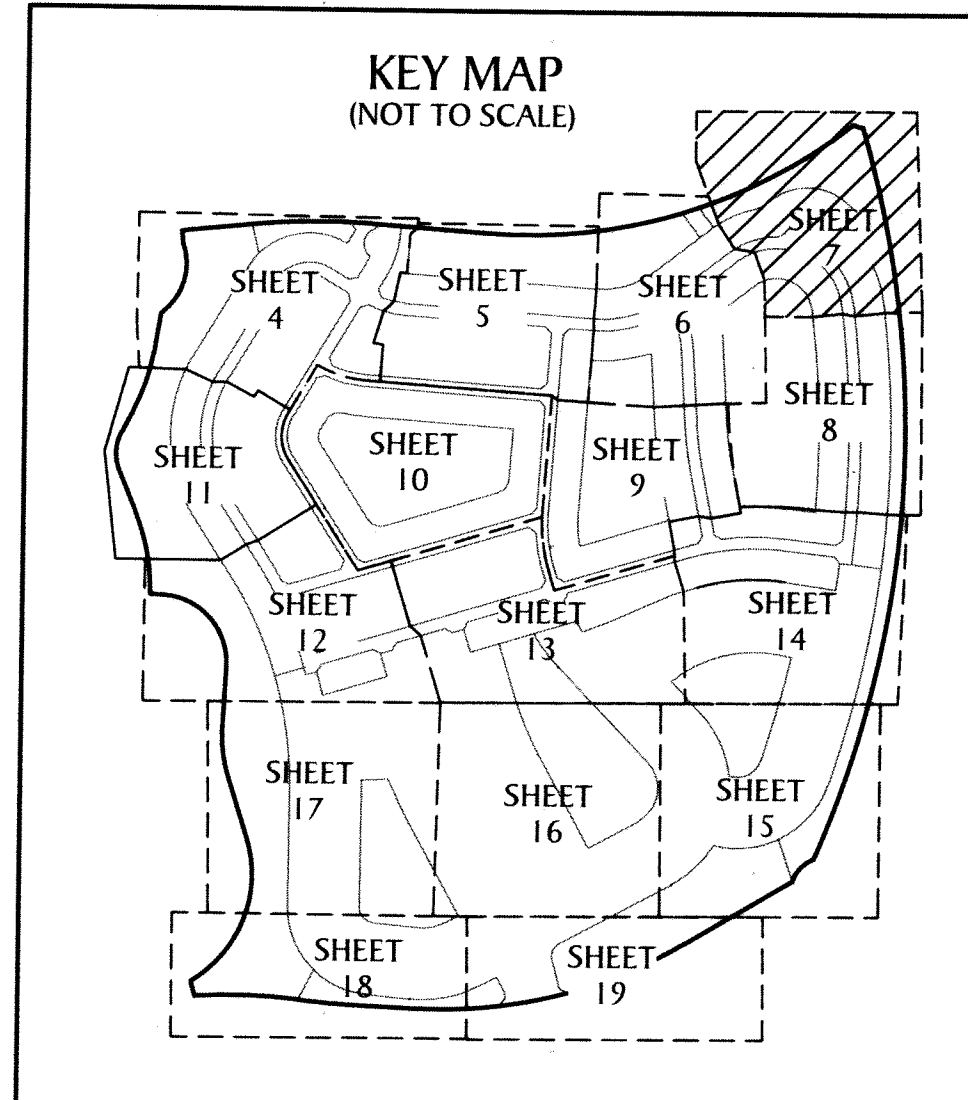 KEY MAP
(NOT TO SCALE)
SHEET
7
SHEET
4
SHEET
5
SHEET
6
SHEET
8
SHEET
10
SHEET
9
SHEET
11
SHEET
12
SHEET
13
SHEET
14
SHEET
17
SHEET
16
SHEET
15
SHEET
18
SHEET
19